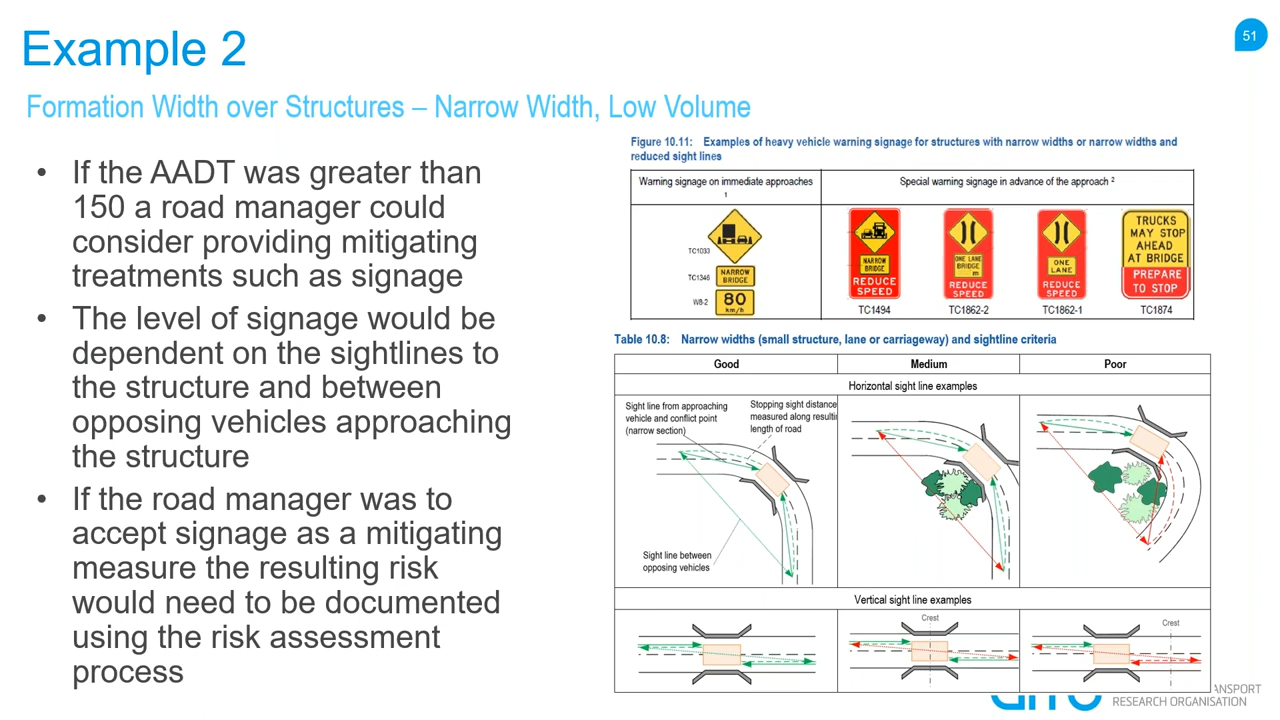 51
Example 2
Formation Width over Structures – Narrow Width, Low Volume
• If the AADT was greater than
150 a road manager could
consider providing mitigating
treatments such as signage
• The level of signage would be
dependent on the sightlines to
the structure and between
opposing vehicles approaching
the structure
• If the road manager was to
accept signage as a mitigating
measure the resulting risk
would need to be documented
using the risk assessment
process
Figure 10.11: Examples of heavy vehicle warning signage for structures with narrow widths or narrow widths and
reduced sight lines
Warning signage on immediate approaches
1
Special warning signage in advance of the approach 2
TC1033
TC1346
NARROW
BRIDGE
W8-2
80
km/h
NARROW
BRIDGE
REDUCE
SPEED
TC1494
ONE LANE
BRIDGE
m
REDUCE
SPEED
TC1862-2
ONE
LANE
REDUCE
SPEED
TC1862-1
TRUCKS
MAY STOP
AHEAD
AT BRIDGE
PREPARE
TO STOP
TC1874
Table 10.8: Narrow widths (small structure, lane or carriageway) and sightline criteria
Good
Medium
Poor
Horizontal sight line examples
Sight line from approaching
vehicle and conflict point
(narrow section)
Stopping sight distance
measured along resulti
length of road
Sight line between
opposing vehicles
Vertical sight line examples
Crest
Crest
ANSPORT
RESEARCH ORGANISATION